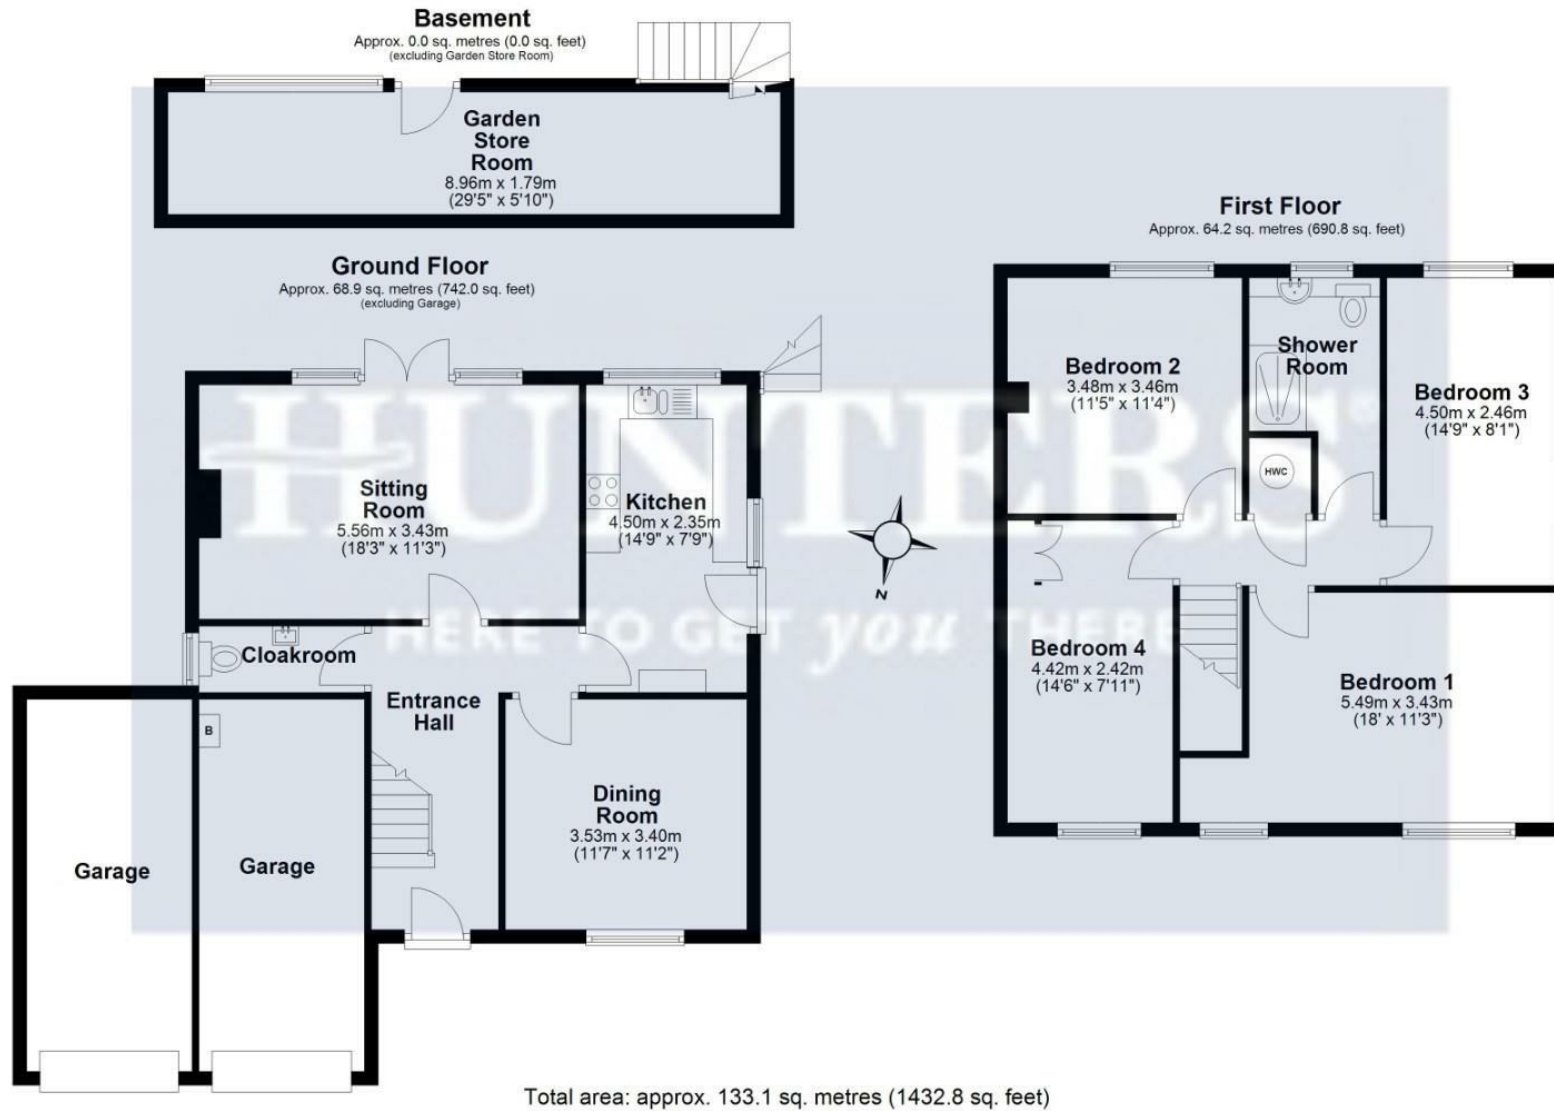 Basement
Approx. 0.0 sq. metres (0.0 sq. feet)
(excluding Garden Store Room)
Garden
Store
Room
8.96m x 1.79m
(29'5" x 5'10")
Ground Floor
Approx. 68.9 sq. metres (742.0 sq. feet)
(excluding Garage)
Sitting
Room
5.56m x 3.43m
(18'3" x 11'3")
Kitchen
4.50m x 2.35m
(14'9" x 7'9")
Cloakroom
Entrance
Hall
B
Dining
Room
3.53m x 3.40m
(11'7" x 11'2")
Garage
Garage
N
First Floor
Approx. 64.2 sq. metres (690.8 sq. feet)
Bedroom 2
3.48m x 3.46m
(11'5" x 11'4")
Shower
Room
Bedroom 3
4.50m x 2.46m
(14'9" x 8'1")
HWC
Bedroom 4
4.42m x 2.42m
(14'6" x 7'11")
Bedroom 1
5.49m x 3.43m
(18' x 11'3")
HUNTERS
HERE TO GET you THERE
Total area: approx. 133.1 sq. metres (1432.8 sq. feet)